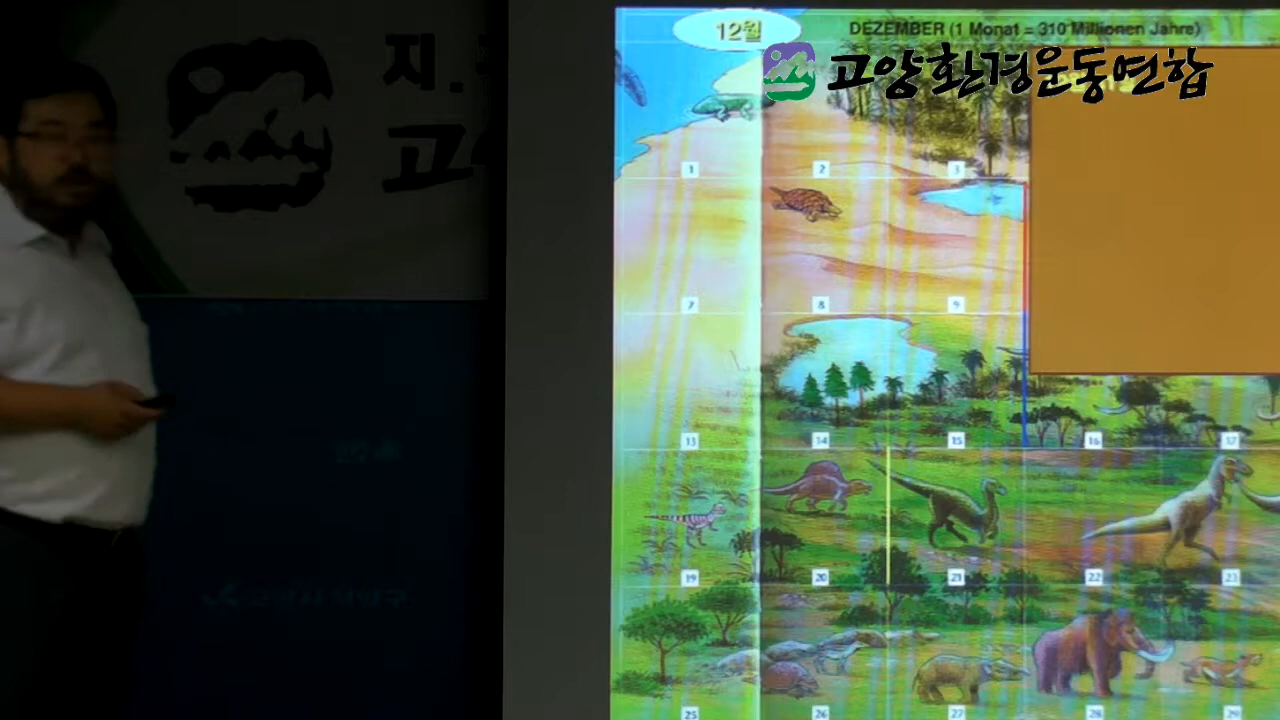 12월
DEZEMBER (1 Monat = 310 Millionen Jahre)
고양환경운동연합
지.
고
1 2 3
7 8 9
13 14 15 16 17
19 20 21 22 23
25 26 27 28 29